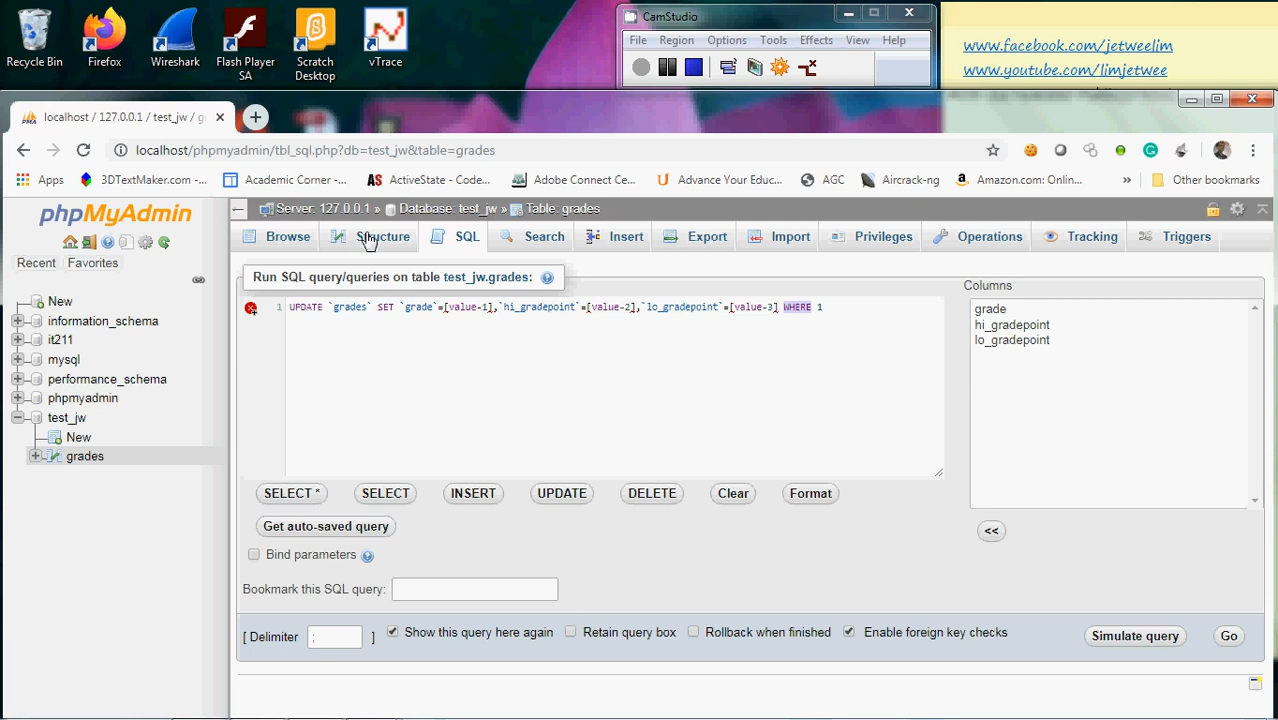 CamStudio
File Region Options Tools Effects View Help
www.facebook.com/jetweelim
www.youtube.com/limjetwee
Recycle Bin
Firefox
Wireshark
Flash Player SA
Scratch Desktop
vTrace
localhost / 127.0.0.1 / test_jw / g
localhost/phpmyadmin/tbl_sql.php?db=test_jw&table=grades
Apps 3DTextMaker.com -... Academic Corner -... ActiveState - Code... Adobe Connect Ce... Advance Your Educ... AGC Aircrack-ng Amazon.com: Onlin... » Other bookmarks
phpMyAdmin
Recent Favorites
New
information_schema
it211
mysql
performance_schema
phpmyadmin
test_jw
New
grades
Server: 127.0.0.1 » Database: test_jw » Table: grades
Browse Structure SQL Search Insert Export Import Privileges Operations Tracking Triggers
Run SQL query/queries on table test_jw.grades:
1 UPDATE `grades` SET `grade`=[value-1],`hi_gradepoint`=[value-2],`lo_gradepoint`=[value-3] WHERE 1
Columns
grade
hi_gradepoint
lo_gradepoint
<<
SELECT * SELECT INSERT UPDATE DELETE Clear Format
Get auto-saved query
Bind parameters
Bookmark this SQL query:
[ Delimiter ; ] Show this query here again Retain query box Rollback when finished Enable foreign key checks Simulate query Go